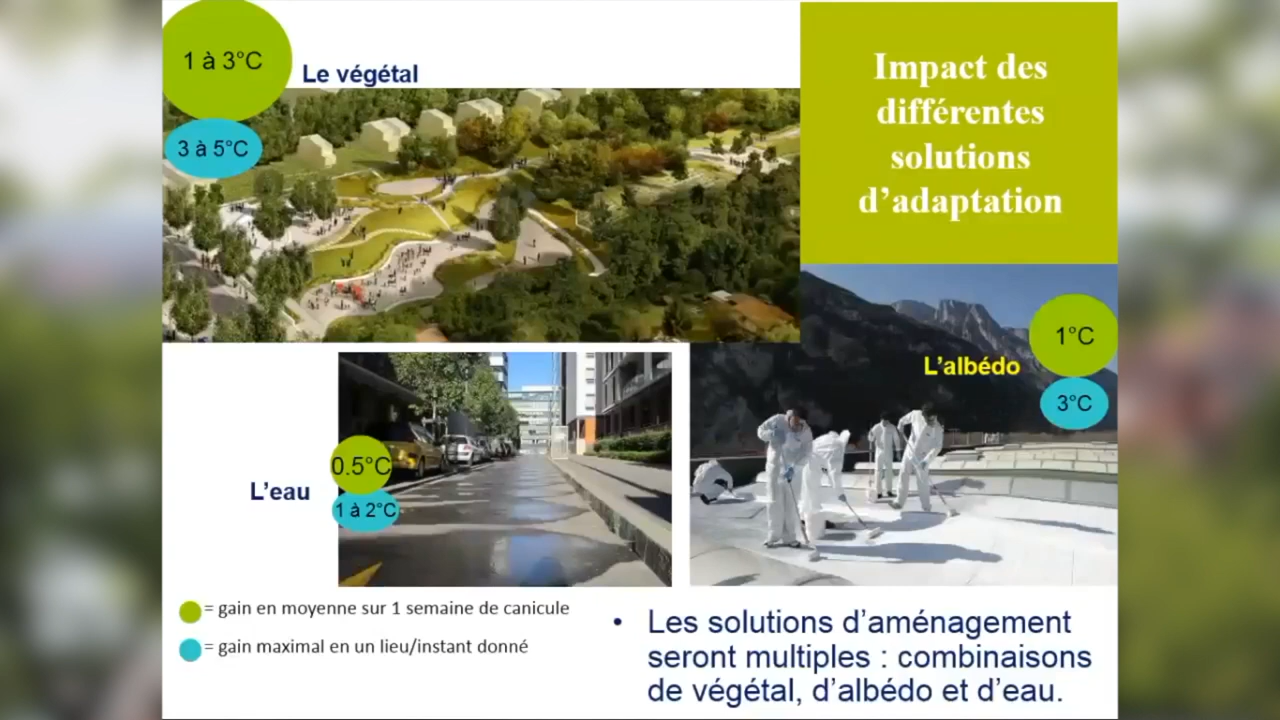 1 à 3°C
Le végétal
3 à 5°C
Impact des
différentes
solutions
d'adaptation
1°C
L'albédo
3°C
0.5°C
L'eau
1 à 2°C
= gain en moyenne sur 1 semaine de canicule
= gain maximal en un lieu/instant donné
• Les solutions d'aménagement
seront multiples : combinaisons
de végétal, d'albédo et d'eau.